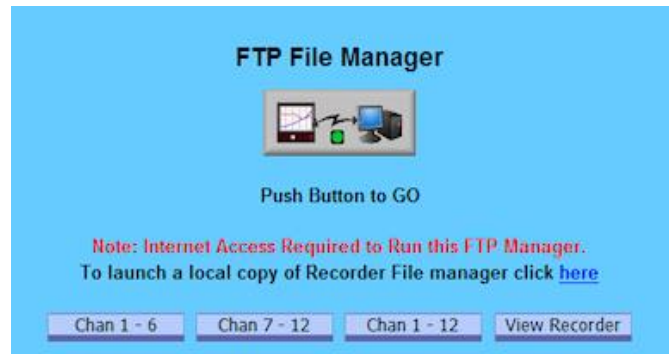 FTP File Manager
Push Button to GO
Note: Internet Access Required to Run this FTP Manager.
To launch a local copy of Recorder File manager click here
Chan 1 - 6
Chan 7 - 12
Chan 1 - 12
View Recorder